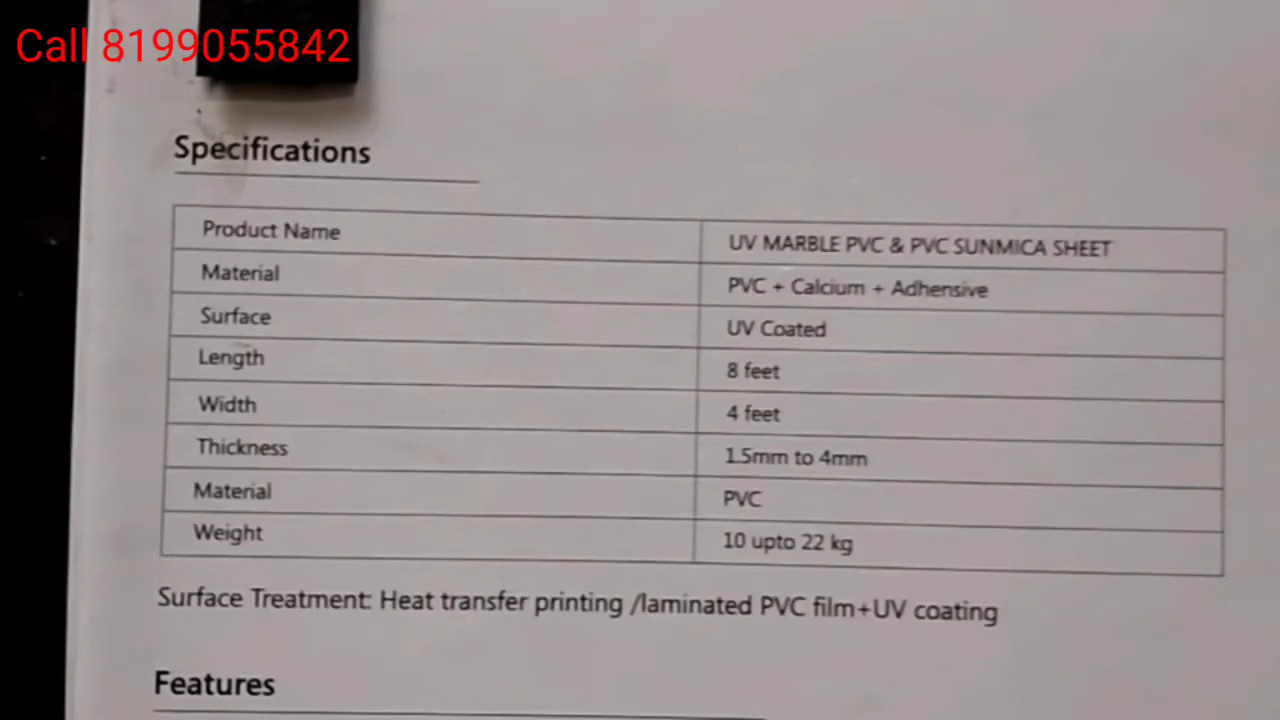 Call 8199055842
Specifications
Product Name UV MARBLE PVC & PVC SUNMICA SHEET
Material PVC + Calcium + Adhensive
Surface UV Coated
Length 8 feet
Width 4 feet
Thickness 1.5mm to 4mm
Material PVC
Weight 10 upto 22 kg
Surface Treatment: Heat transfer printing /laminated PVC film+UV coating
Features